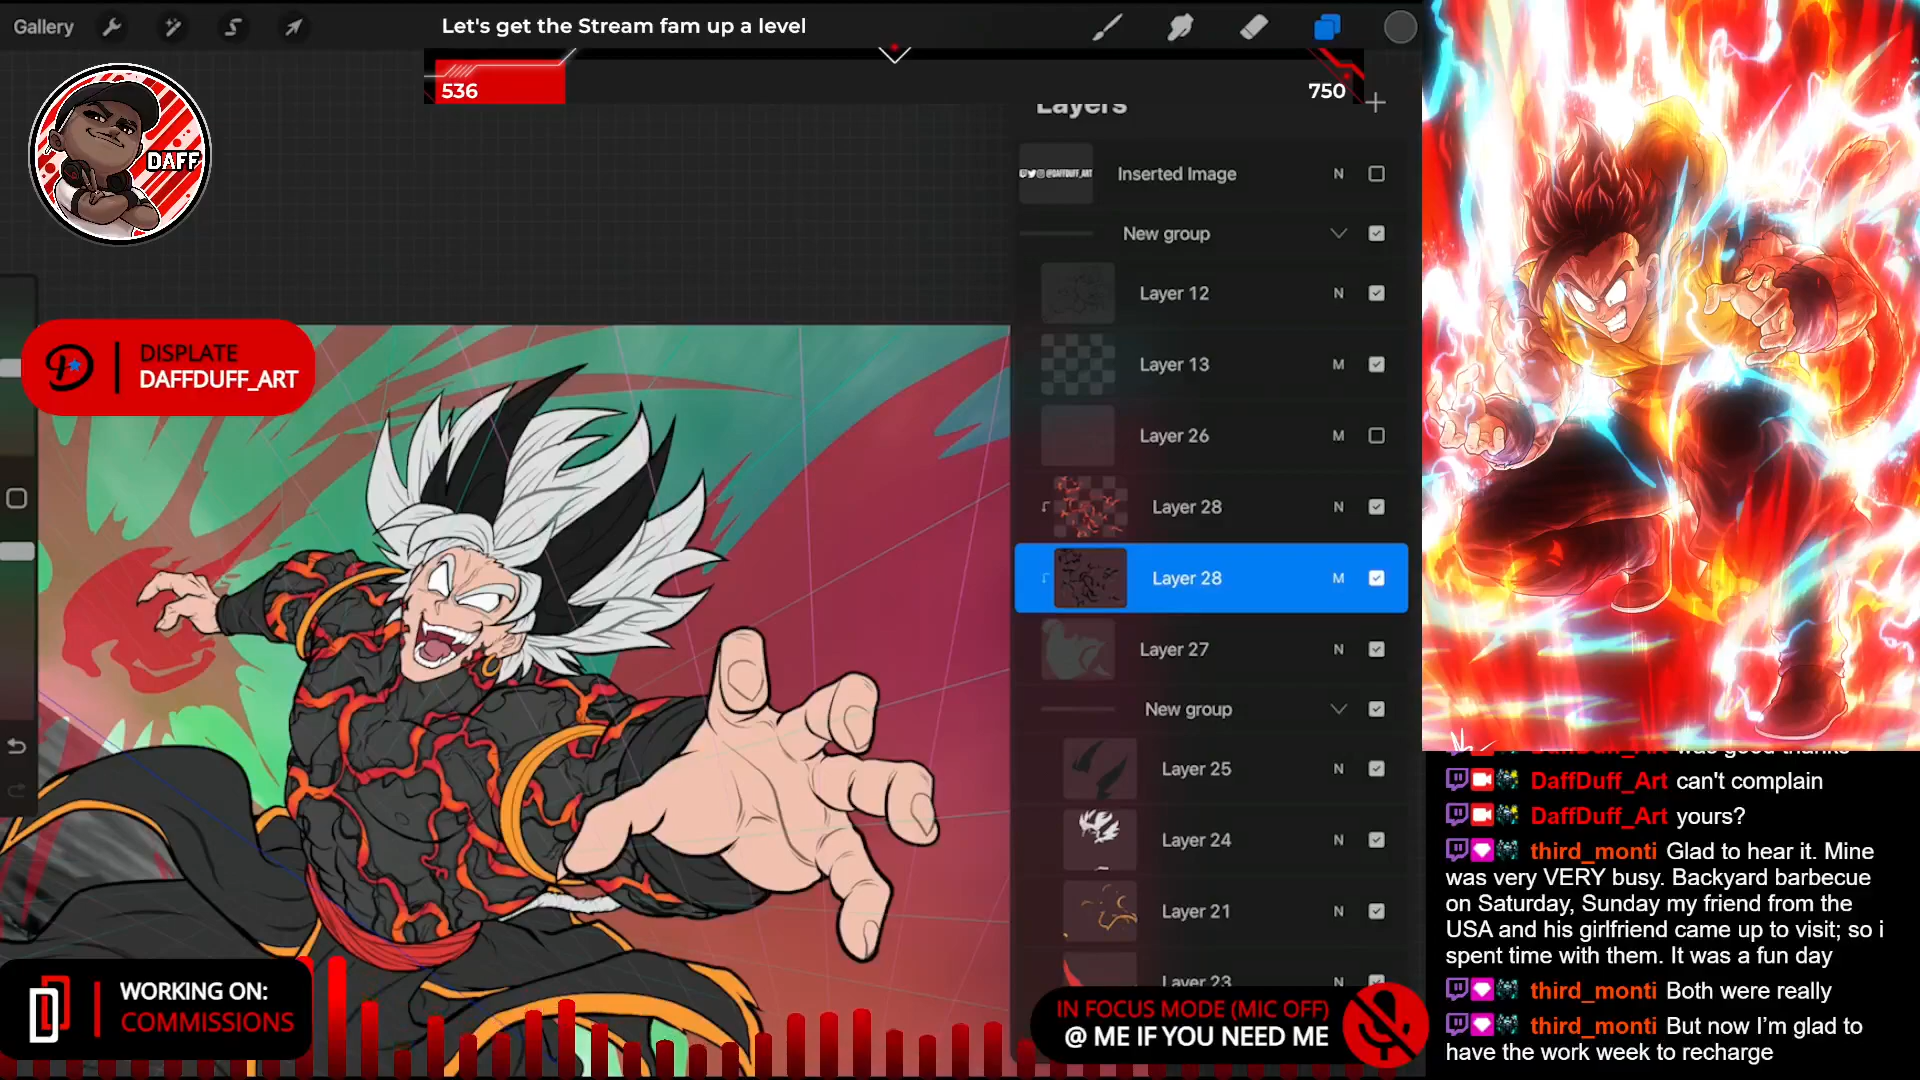 Gallery
Let's get the Stream fam up a level
536
750
DAFF
Layers
Inserted Image
N
@DAFFDUFF_ART
New group
Layer 12
N
Layer 13
M
Layer 26
M
Layer 28
N
Layer 28
M
Layer 27
N
New group
Layer 25
N
Layer 24
N
Layer 21
N
Layer 23
DISPLATE
DAFFDUFF_ART
WORKING ON:
COMMISSIONS
IN FOCUS MODE (MIC OFF)
@ ME IF YOU NEED ME
DaffDuff_Art was good thanks
DaffDuff_Art can't complain
DaffDuff_Art yours?
third_monti Glad to hear it. Mine
was very VERY busy. Backyard barbecue
on Saturday, Sunday my friend from the
USA and his girlfriend came up to visit; so i
spent time with them. It was a fun day
third_monti Both were really
third_monti But now I'm glad to
have the work week to recharge